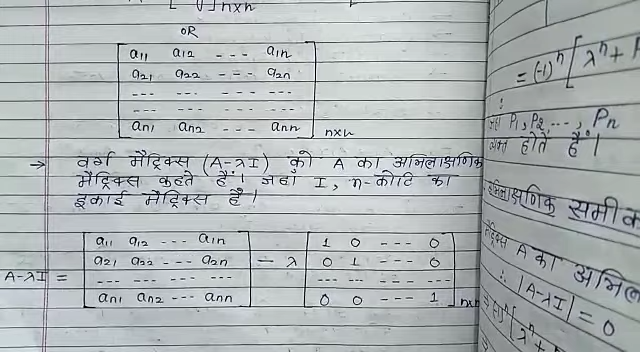 OR
a11 a12 --- a1n
a21 a22 --- a2n
--- --- --- ---
--- --- --- ---
an1 an2 --- ann n×n
→ वर्ग मैट्रिक्स (A-λI) को A का अभिलाक्षणिक
मैट्रिक्स कहते हैं। जहाँ I, n-कोटि का
इकाई मैट्रिक्स है।
A-λI = [a11 a12 --- a1n] - λ [1 0 --- 0]
[a21 a22 --- a2n] [0 1 --- 0]
[--- --- --- ---] [--- --- --- ---]
[an1 an2 --- ann] [0 0 --- 1] n×n
= (-1)^n [λ^n +
P1, P2 ---, Pn
होते हैं।
अभिलाक्षणिक समीक
A का अभिल
∴ |A-λI| = 0